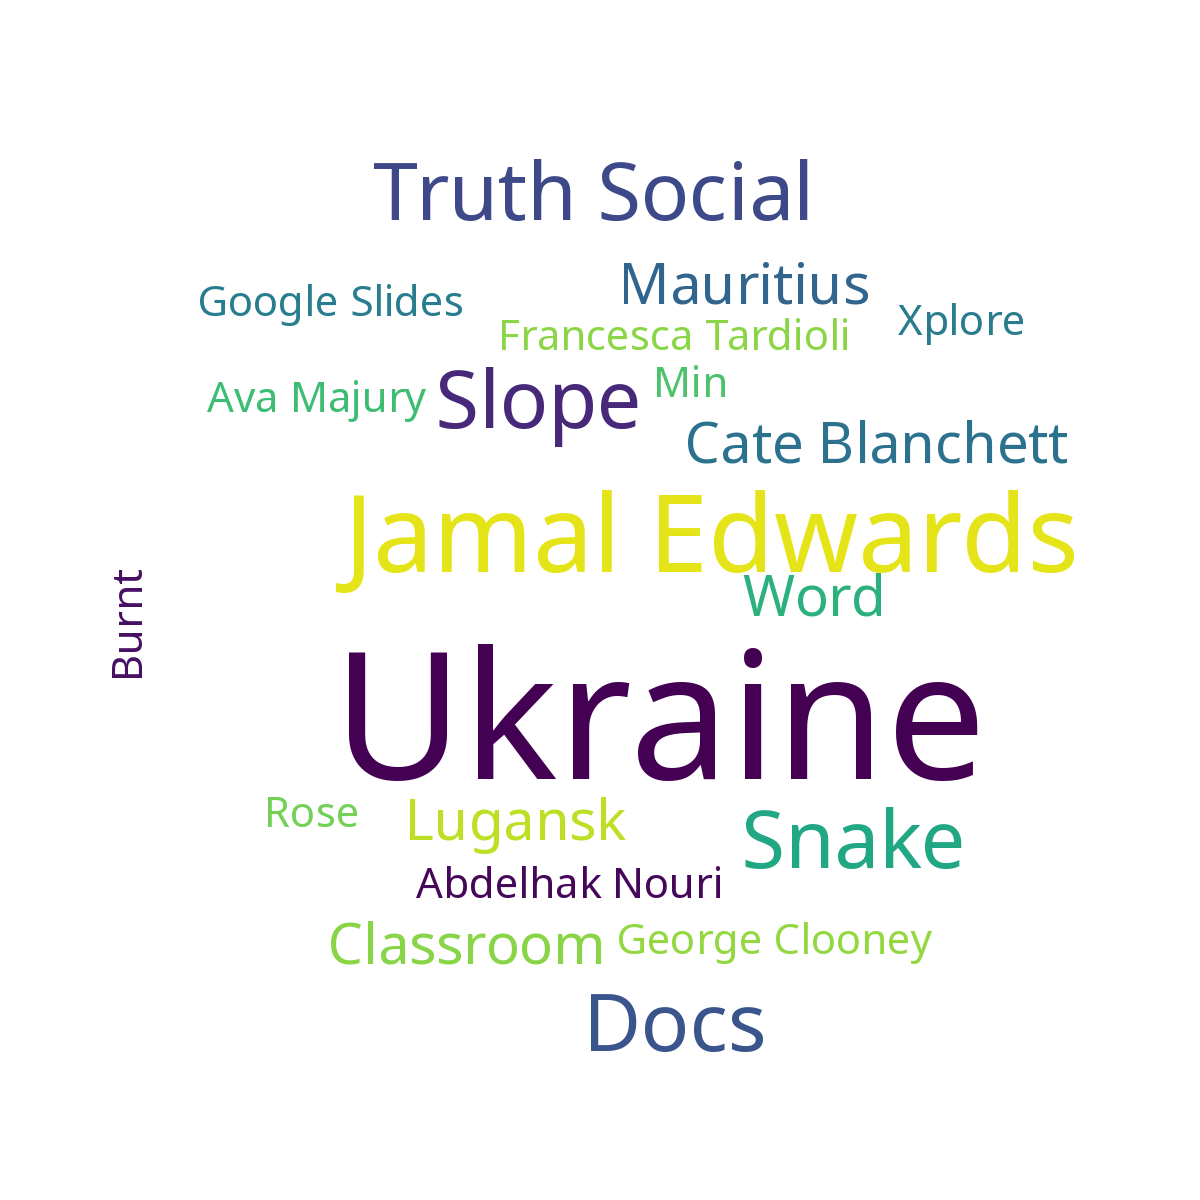 Truth Social
Mauritius
Google Slides
Xplore
Francesca Tardioli
Min
Ava Majury
Slope
Cate Blanchett
Jamal Edwards
Word
Burnt
Ukraine
Rose
Lugansk
Snake
Abdelhak Nouri
Classroom
George Clooney
Docs